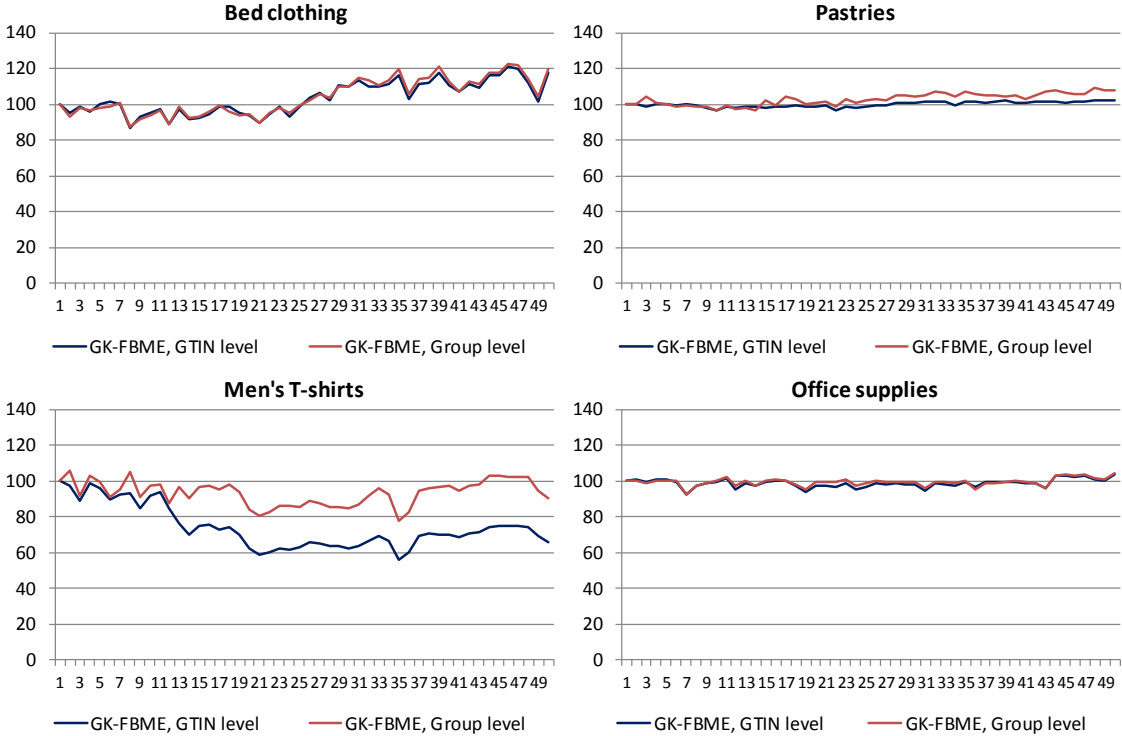 Bed clothing
140
120
100
80
60
40
20
0
1 3 5 7 9 11 13 15 17 19 21 23 25 27 29 31 33 35 37 39 41 43 45 47 49
GK-FBME, GTIN level GK-FBME, Group level
Pastries
140
120
100
80
60
40
20
0
1 3 5 7 9 11 13 15 17 19 21 23 25 27 29 31 33 35 37 39 41 43 45 47 49
GK-FBME, GTIN level GK-FBME, Group level
Men's T-shirts
140
120
100
80
60
40
20
0
1 3 5 7 9 11 13 15 17 19 21 23 25 27 29 31 33 35 37 39 41 43 45 47 49
GK-FBME, GTIN level GK-FBME, Group level
Office supplies
140
120
100
80
60
40
20
0
1 3 5 7 9 11 13 15 17 19 21 23 25 27 29 31 33 35 37 39 41 43 45 47 49
GK-FBME, GTIN level GK-FBME, Group level